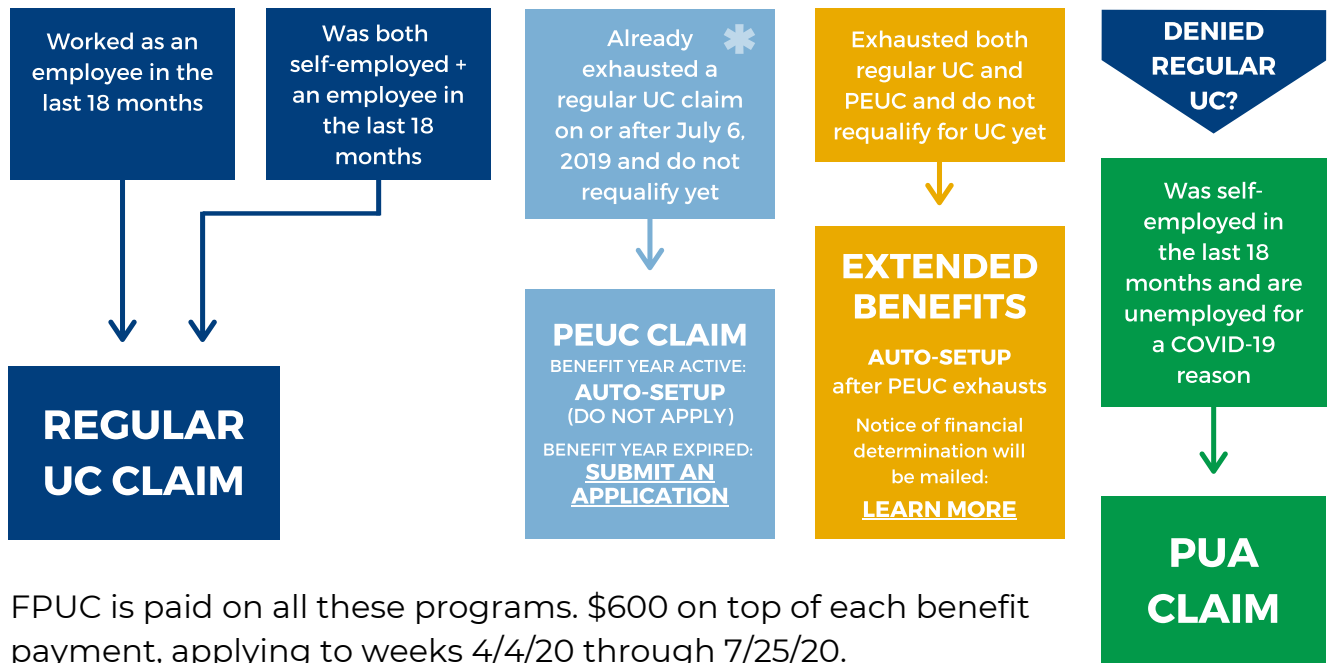 Worked as an
employee in the
last 18 months
Was both
self-employed +
an employee in
the last 18
months
REGULAR
UC CLAIM
Already
exhausted a
regular UC claim
on or after July 6,
2019 and do not
requalify yet
PEUC CLAIM
BENEFIT YEAR ACTIVE:
AUTO-SETUP
(DO NOT APPLY)
BENEFIT YEAR EXPIRED:
SUBMIT AN
APPLICATION
Exhausted both
regular UC and
PEUC and do not
requalify for UC yet
EXTENDED
BENEFITS
AUTO-SETUP
after PEUC exhausts
Notice of financial
determination will
be mailed:
LEARN MORE
DENIED
REGULAR
UC?
Was self-
employed in
the last 18
months and are
unemployed for
a COVID-19
reason
PUA
CLAIM
FPUC is paid on all these programs. $600 on top of each benefit
payment, applying to weeks 4/4/20 through 7/25/20.